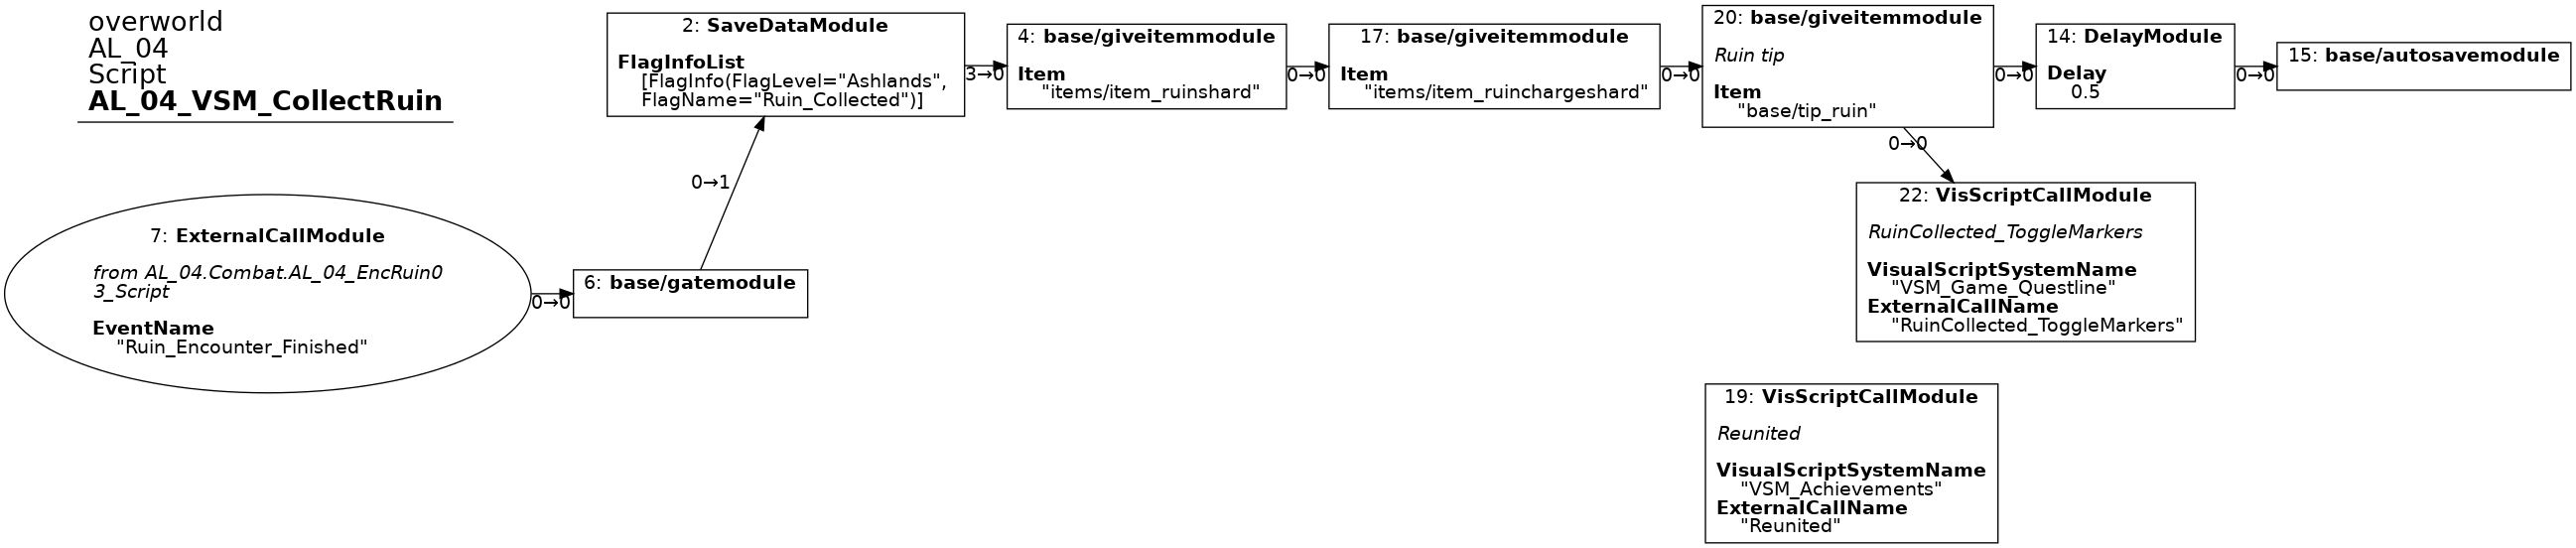 overworld
AL_04
Script
AL_04_VSM_CollectRuin
2: SaveDataModule
FlagInfoList
[FlagInfo(FlagLevel="Ashlands",
FlagName="Ruin_Collected")]
3→0
4: base/giveitemmodule
Item
"items/item_ruinshard"
0→0
17: base/giveitemmodule
Item
"items/item_ruinchargeshard"
0→0
20: base/giveitemmodule
Ruin tip
Item
"base/tip_ruin"
0→0
14: DelayModule
Delay
0.5
0→0
15: base/autosavemodule
0→0
0→1
7: ExternalCallModule
from AL_04.Combat.AL_04_EncRuin0
3_Script
EventName
"Ruin_Encounter_Finished"
0→0
6: base/gatemodule
22: VisScriptCallModule
RuinCollected_ToggleMarkers
VisualScriptSystemName
"VSM_Game_Questline"
ExternalCallName
"RuinCollected_ToggleMarkers"
19: VisScriptCallModule
Reunited
VisualScriptSystemName
"VSM_Achievements"
ExternalCallName
"Reunited"